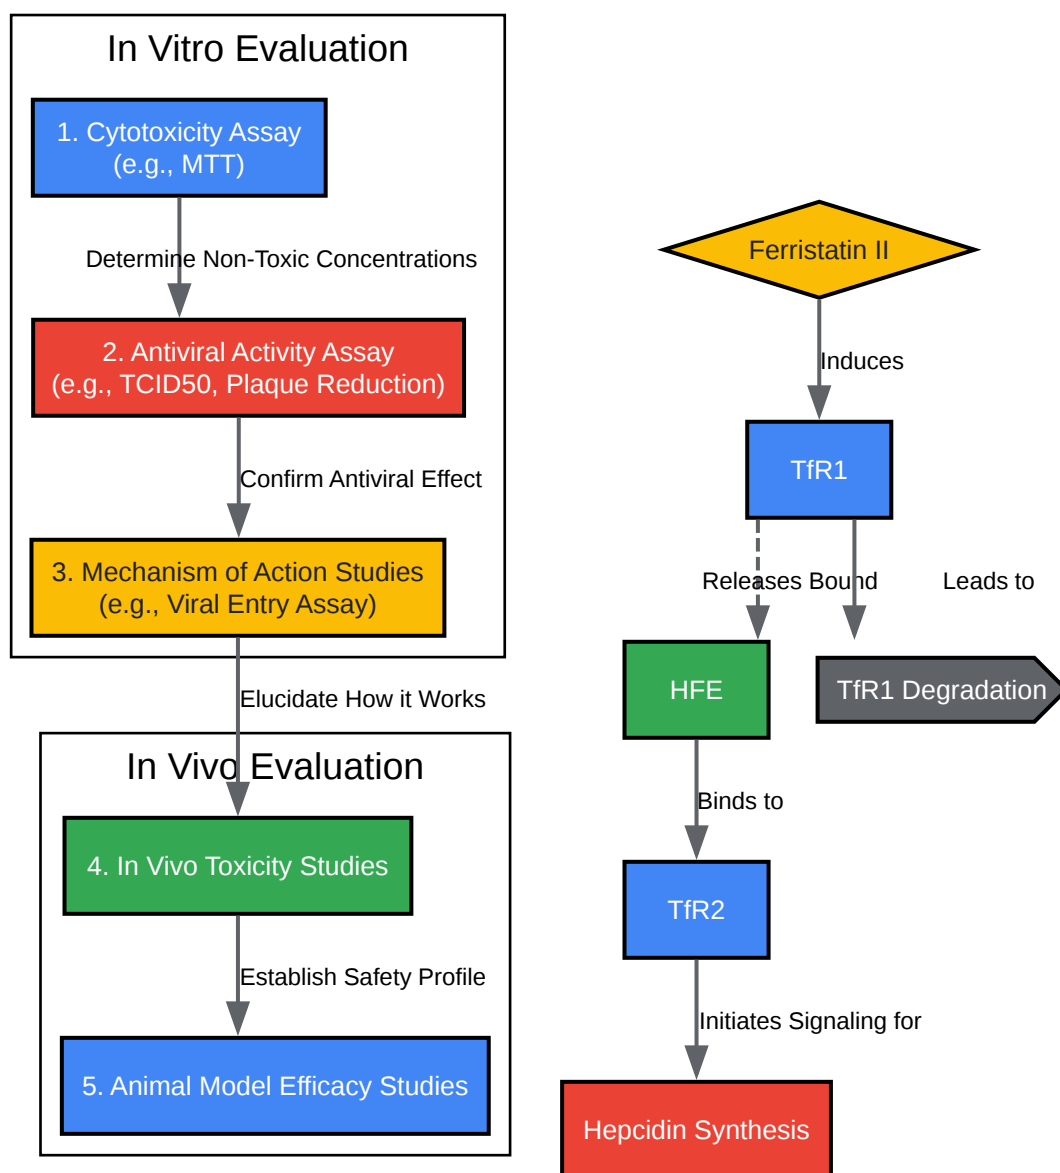 In Vitro Evaluation
1. Cytotoxicity Assay
(e.g., MTT)
Determine Non-Toxic Concentrations
2. Antiviral Activity Assay
(e.g., TCID50, Plaque Reduction)
Confirm Antiviral Effect
3. Mechanism of Action Studies
(e.g., Viral Entry Assay)
Elucidate How it Works
In Vivo Evaluation
4. In Vivo Toxicity Studies
Establish Safety Profile
5. Animal Model Efficacy Studies
Ferristatin II
Induces
TfR1
Releases Bound
Leads to
HFE
TfR1 Degradation
Binds to
TfR2
Initiates Signaling for
Hepcidin Synthesis